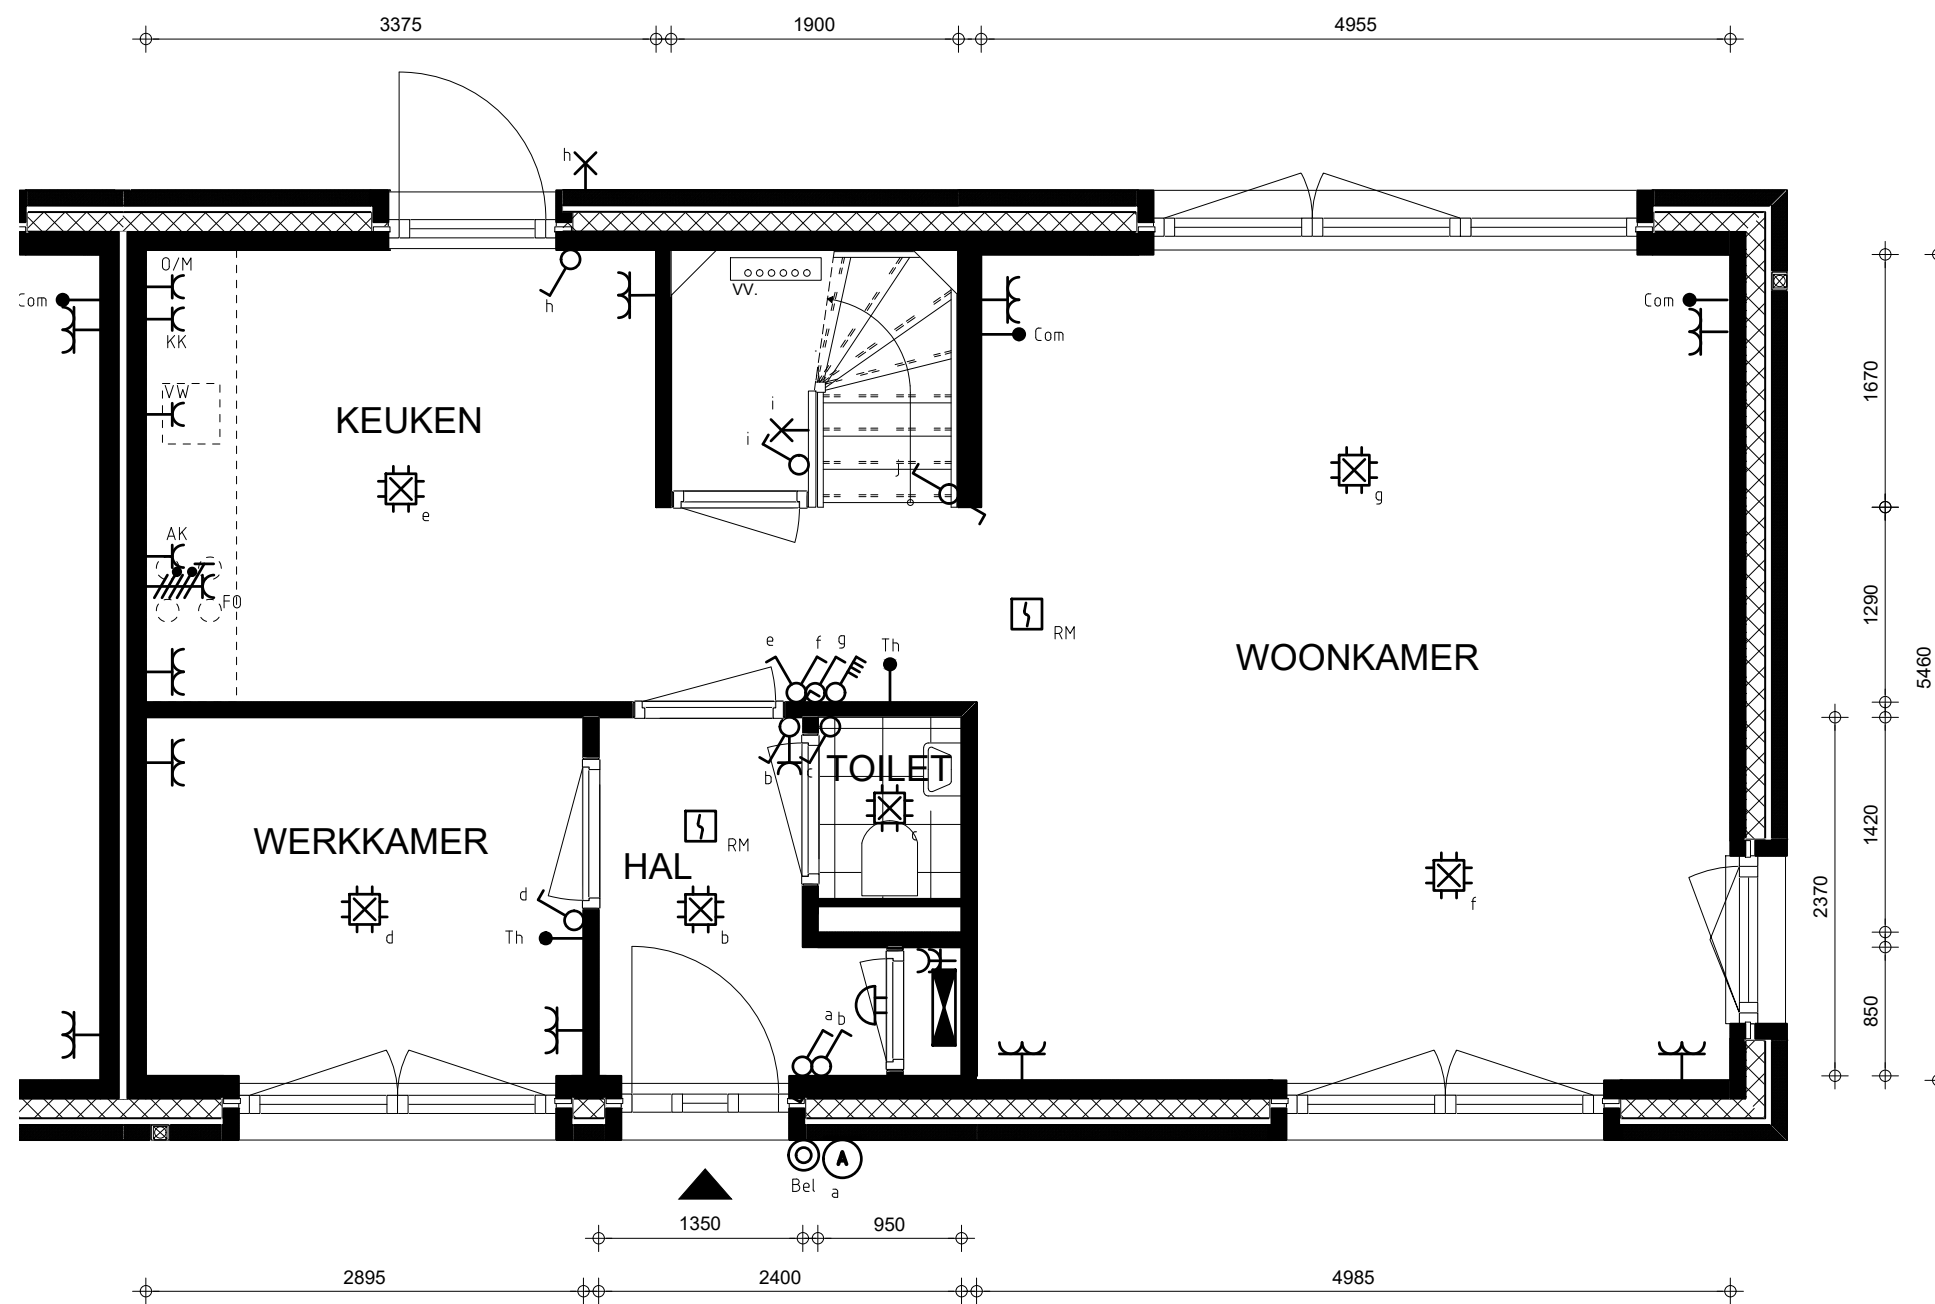 3375
1900
4955
h
O/M
Com
KK
h
VV.
Com
Com
VW
KEUKEN
i
i
j
e
g
1670
AK
FO
1290
RM
WOONKAMER
5460
e
f
g
Th
b
c
TOILET
c
WERKKAMER
HAL
RM
1420
2370
d
d
Th
b
f
a
b
850
Bel
A
a
1350
950
2895
2400
4985